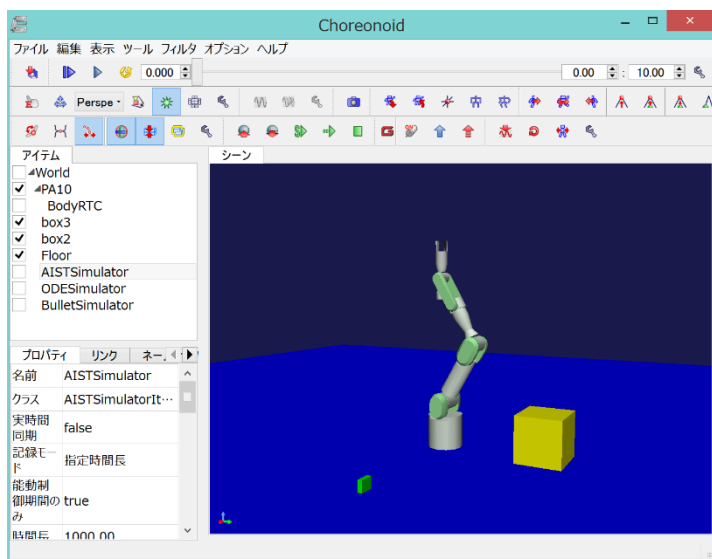 Choreonoid
ファイル 編集 表示 ツール フィルタ オプション ヘルプ
0.000 0.00 : 10.00
Perspe
アイテム シーン
World
PA10
BodyRTC
box3
box2
Floor
AISTSimulator
ODESimulator
BulletSimulator
プロパティ リンク ネー
名前 AISTSimulator
クラス AISTSimulatorIt…
実時間同期 false
記録モード 指定時間長
能動制御期間のみ true
時間長 1000.00